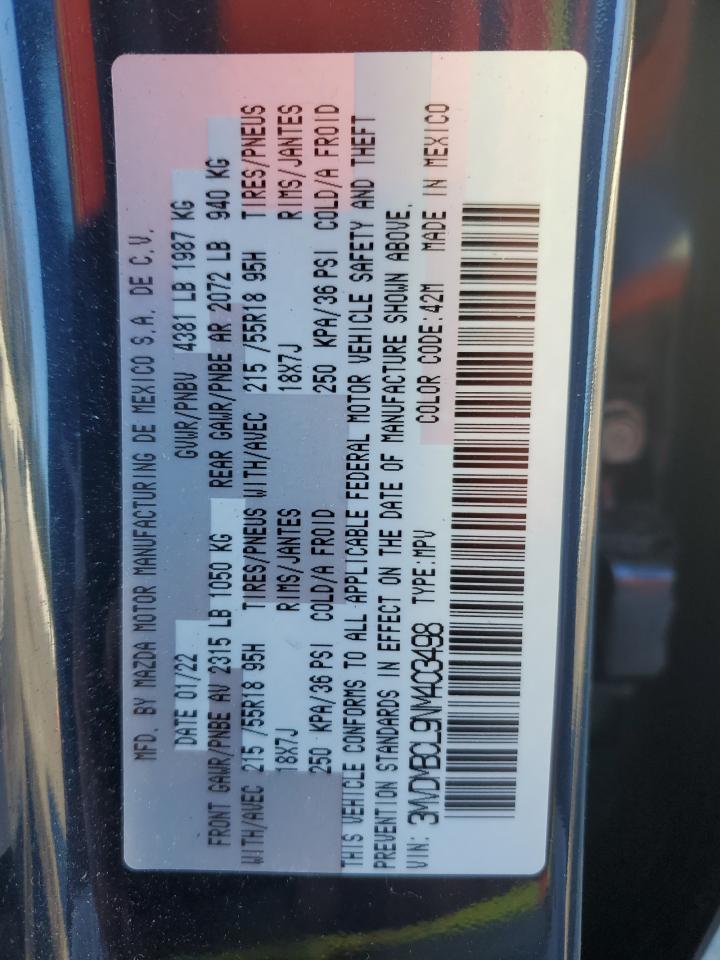 MFD. BY MAZDA MOTOR MANUFACTURING DE MEXICO S.A. DE C.V.
DATE 01/22 GVWR/PNBV 4381 LB 1987 KG
FRONT GAWR/PNBE AV 2315 LB 1050 KG REAR GAWR/PNBE AR 2072 LB 940 KG
WITH/AVEC 215 /55R18 95H TIRES/PNEUS WITH/AVEC 215 /55R18 95H TIRES/PNEUS
18X7J RIMS/JANTES 18X7J RIMS/JANTES
250 KPA/36 PSI COLD/A FROID 250 KPA/36 PSI COLD/A FROID
THIS VEHICLE CONFORMS TO ALL APPLICABLE FEDERAL MOTOR VEHICLE SAFETY AND THEFT
PREVENTION STANDARDS IN EFFECT ON THE DATE OF MANUFACTURE SHOWN ABOVE.
VIN: 3MVDMBCL9NM403498 TYPE:MPV COLOR CODE:42M MADE IN MEXICO